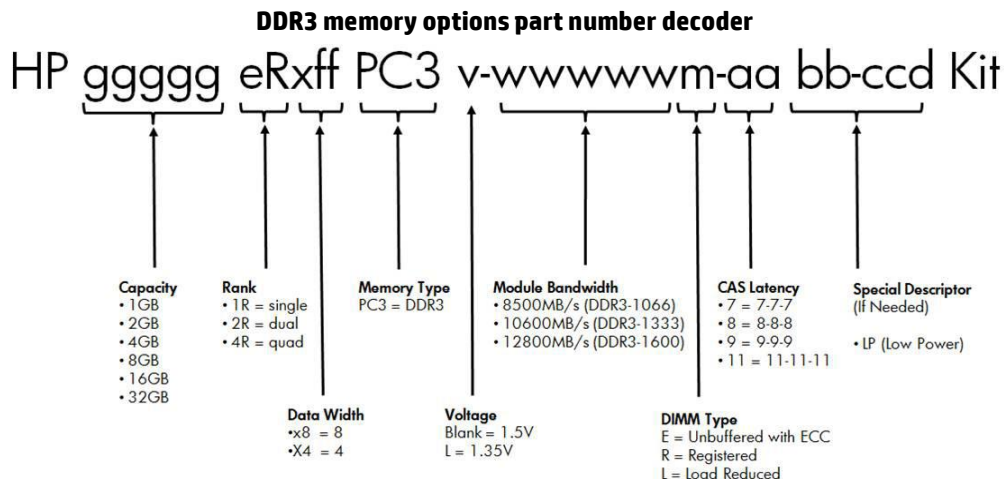 DDR3 memory options part number decoder
HP ggggg eRxff PC3 v-wwwwwm-aa bb-ccd Kit
Capacity
• 1GB
• 2GB
• 4GB
• 8GB
• 16GB
• 32GB
Rank
• 1R = single
• 2R = dual
• 4R = quad
Memory Type
PC3 = DDR3
Module Bandwidth
• 8500MB/s (DDR3-1066)
• 10600MB/s (DDR3-1333)
• 12800MB/s (DDR3-1600)
CAS Latency
• 7 = 7-7-7
• 8 = 8-8-8
• 9 = 9-9-9
• 11 = 11-11-11
Special Descriptor
(If Needed)
• LP (Low Power)
Data Width
•x8 = 8
•X4 = 4
Voltage
Blank = 1.5V
L = 1.35V
DIMM Type
E = Unbuffered with ECC
R = Registered
L = Load Reduced